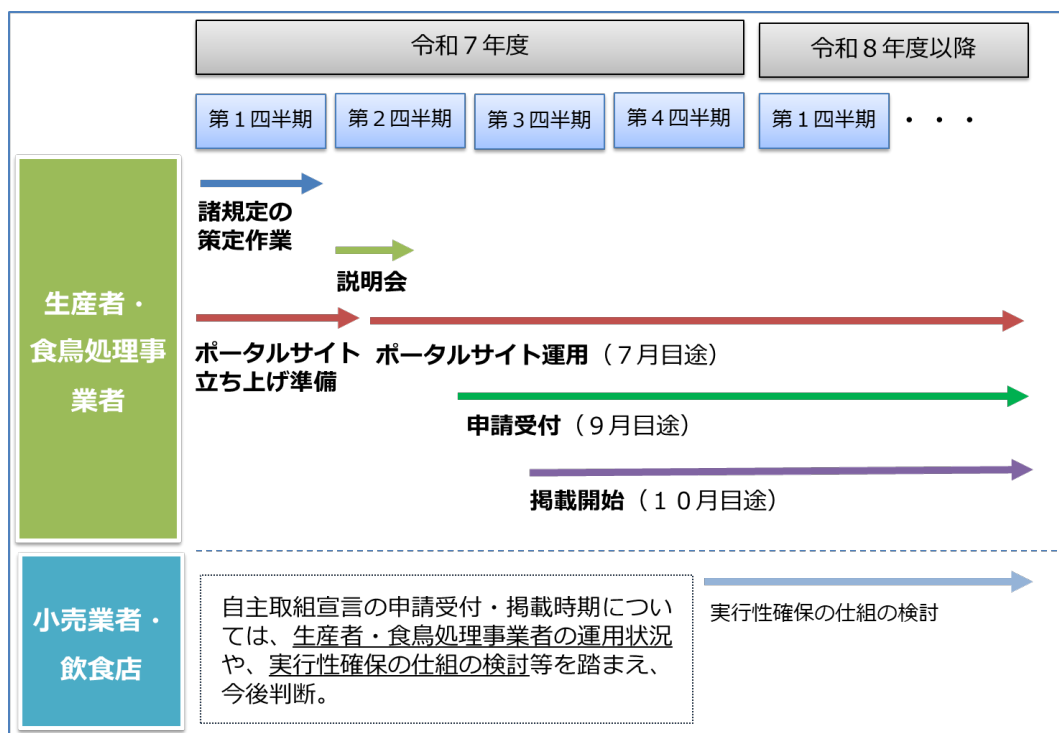 令和７年度
令和８年度以降
第１四半期
第２四半期
第３四半期
第４四半期
第１四半期
・・・
生産者・
食鳥処理事
業者
諸規定の
策定作業
説明会
ポータルサイト
立ち上げ準備
ポータルサイト運用（７月目途）
申請受付（９月目途）
掲載開始（１０月目途）
小売業者・
飲食店
自主取組宣言の申請受付・掲載時期につい
ては、生産者・食鳥処理事業者の運用状況
や、実行性確保の仕組の検討等を踏まえ、
今後判断。
実行性確保の仕組の検討